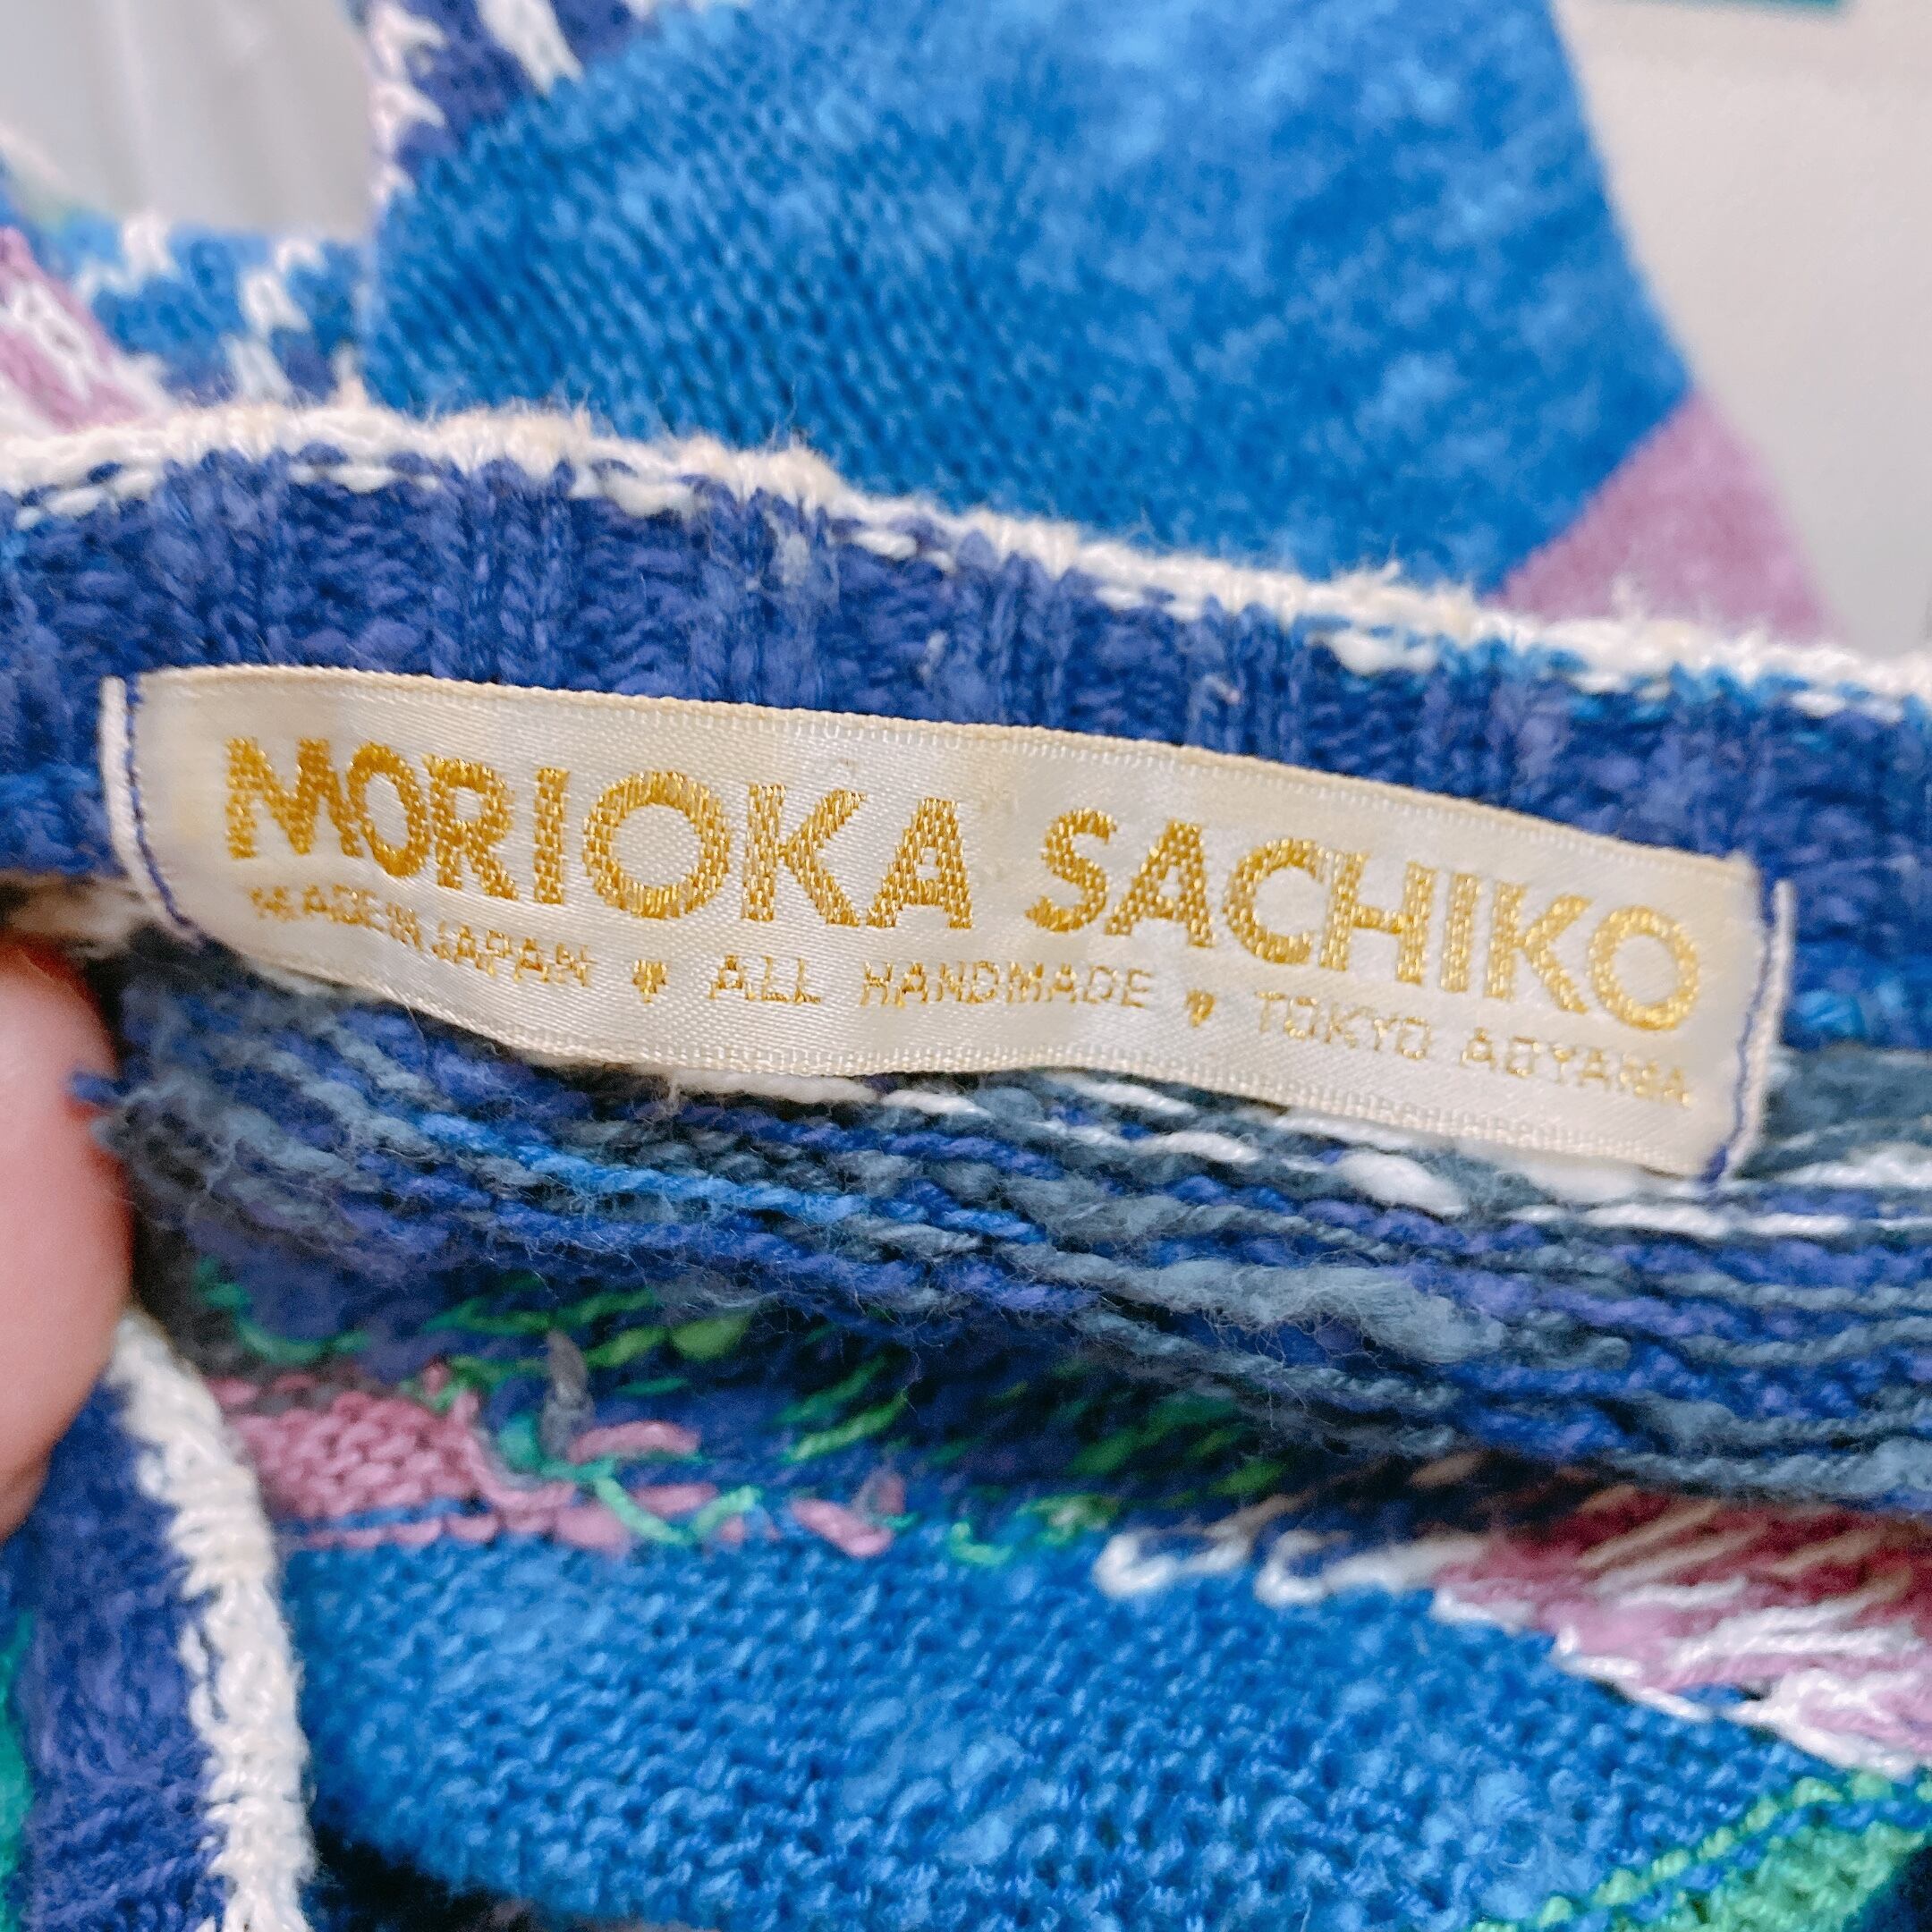 MORIOKA SACHIKO
MADE IN JAPAN ♥ ALL HANDMADE ♥ TOKYO AOYAMA